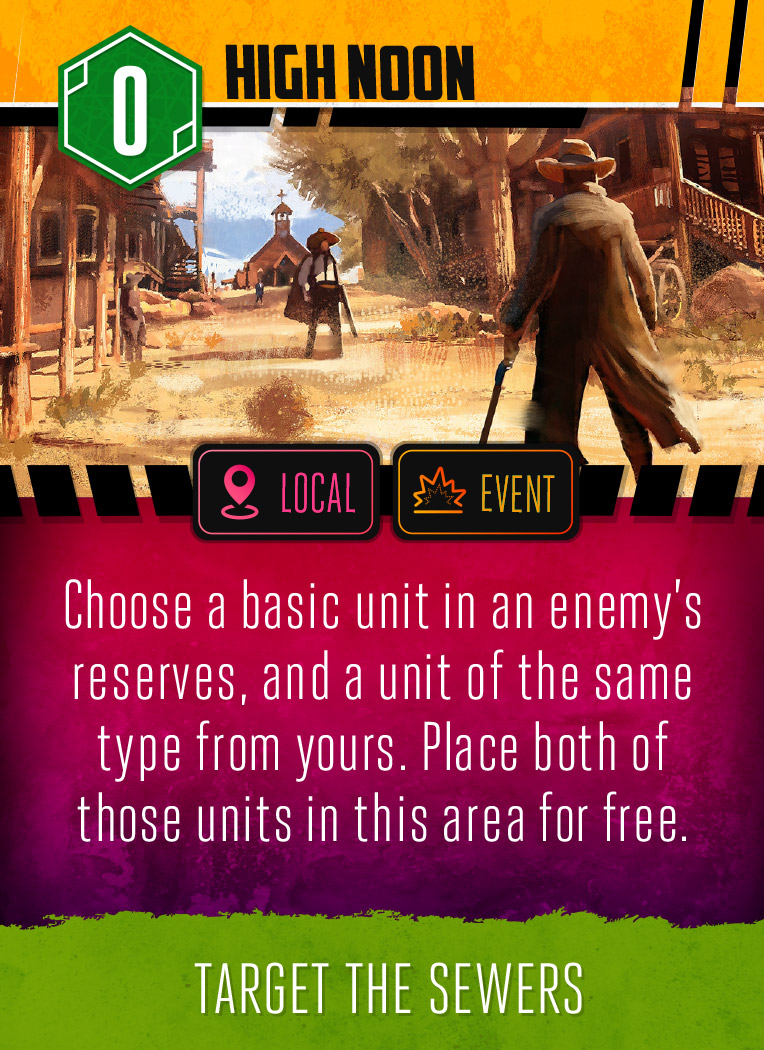 0
HIGH NOON
LOCAL
EVENT
Choose a basic unit in an enemy's
reserves, and a unit of the same
type from yours. Place both of
those units in this area for free.
TARGET THE SEWERS